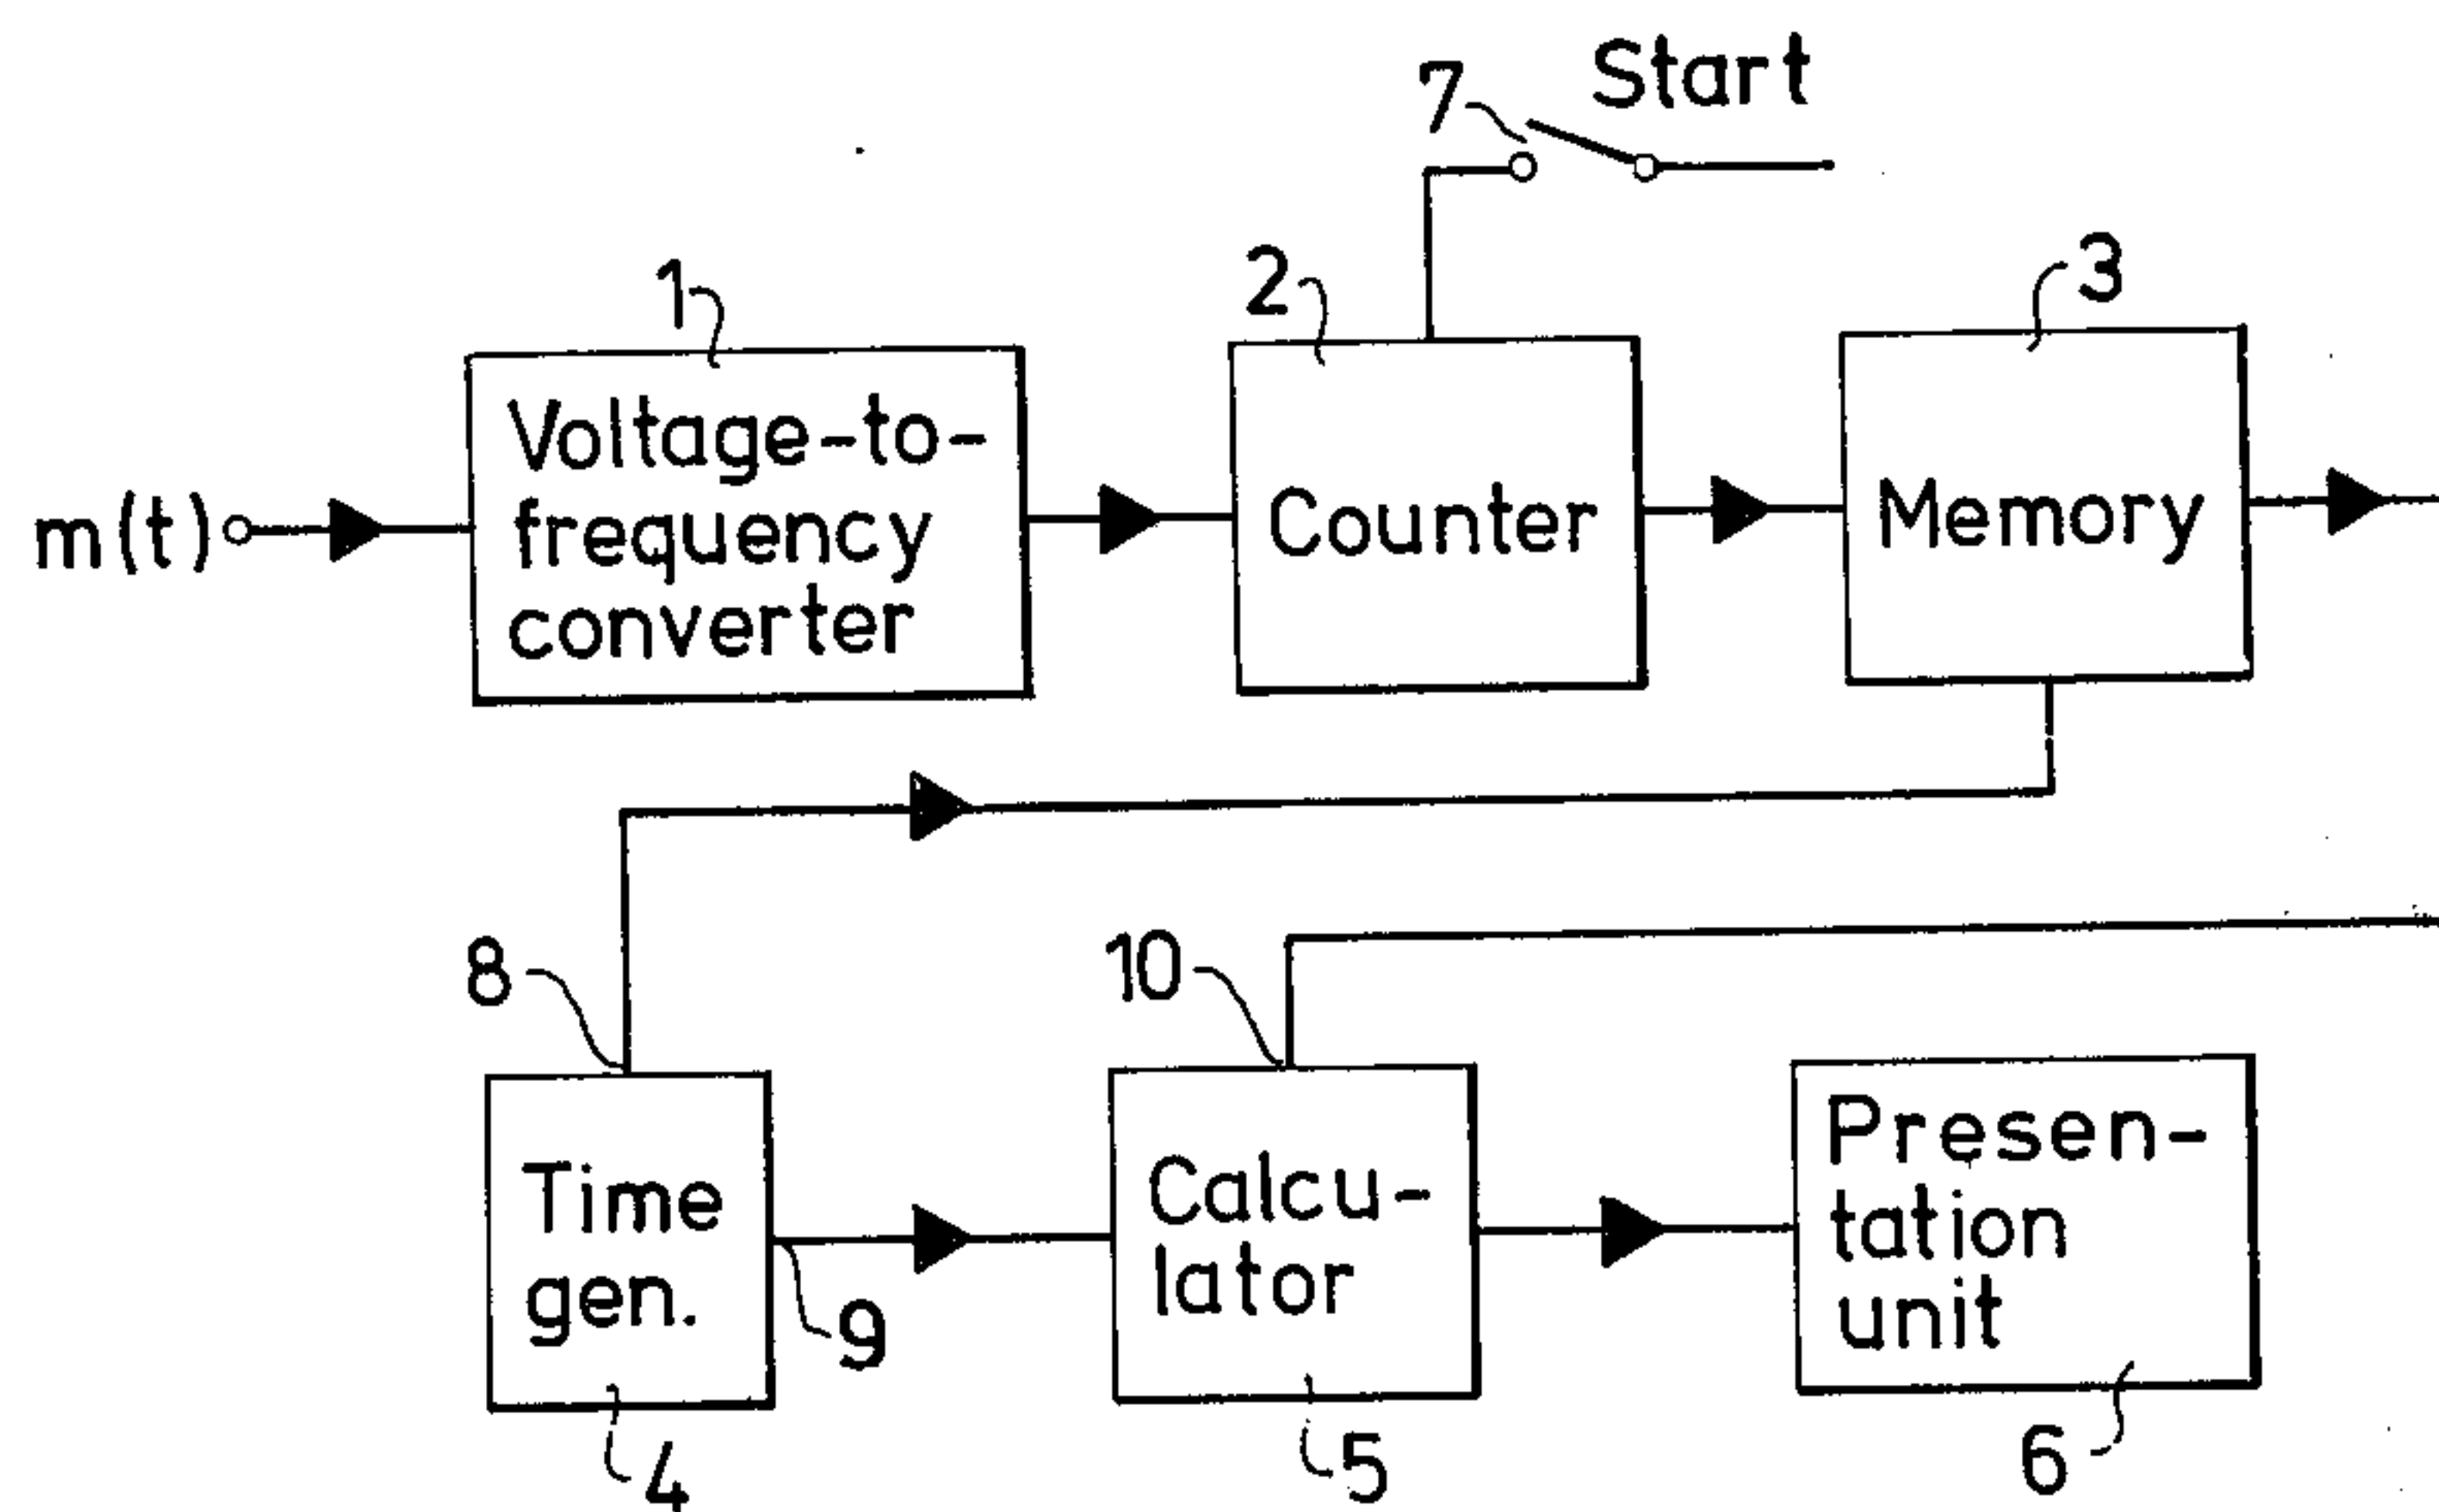 7
Start
1
2
3
Voltage-to-
frequency
converter
m(t)
Counter
Memory
8
10
Time
gen.
9
Calcu-
lator
Presen-
tation
unit
4
5
6